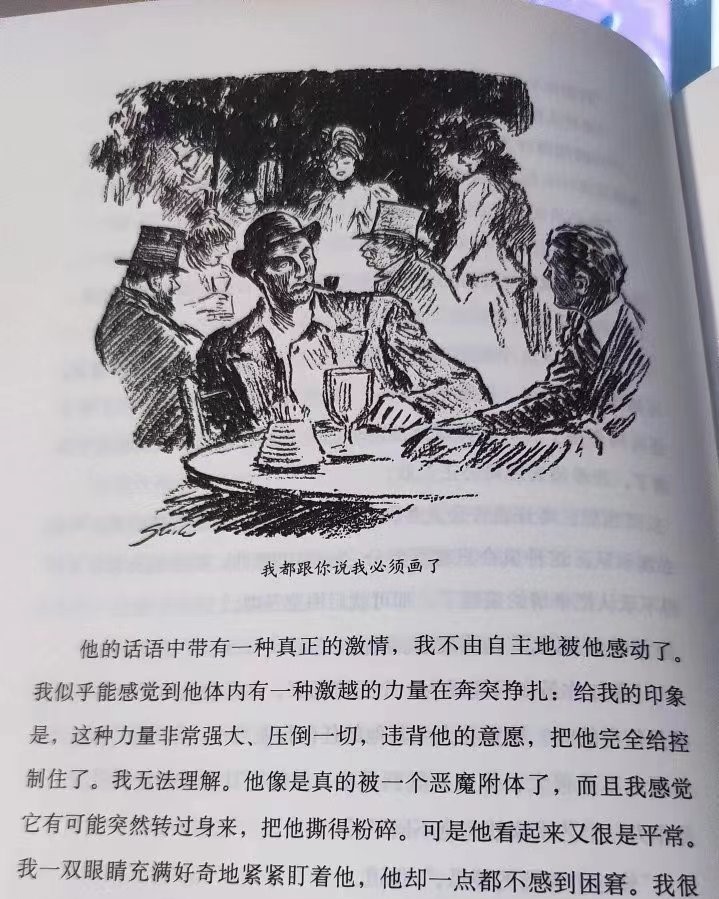 我都跟你说我必须画了
他的话语中带有一种真正的激情，我不由自主地被他感动了。
我似乎能感觉到他体内有一种激越的力量在奔突挣扎：给我的印象
是，这种力量非常强大、压倒一切，违背他的意愿，把他完全给控
制住了。我无法理解。他像是真的被一个恶魔附体了，而且我感觉
它有可能突然转过身来，把他撕得粉碎。可是他看起来又很是平常。
我一双眼睛充满好奇地紧紧盯着他，他却一点都不感到困窘。我很